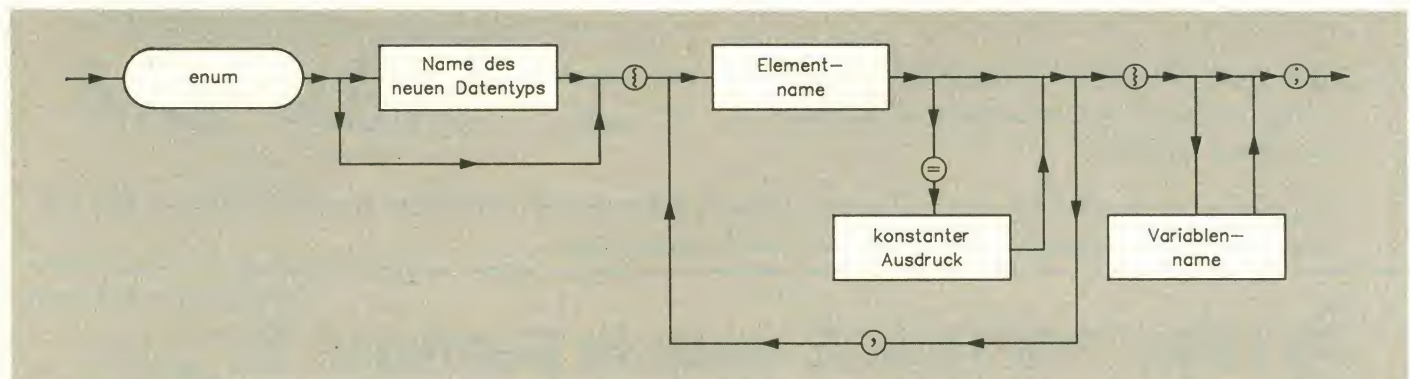 enum
Name des
neuen Datentyps
{
Element–
name
=
konstanter
Ausdruck
,
{
Variablen–
name
;